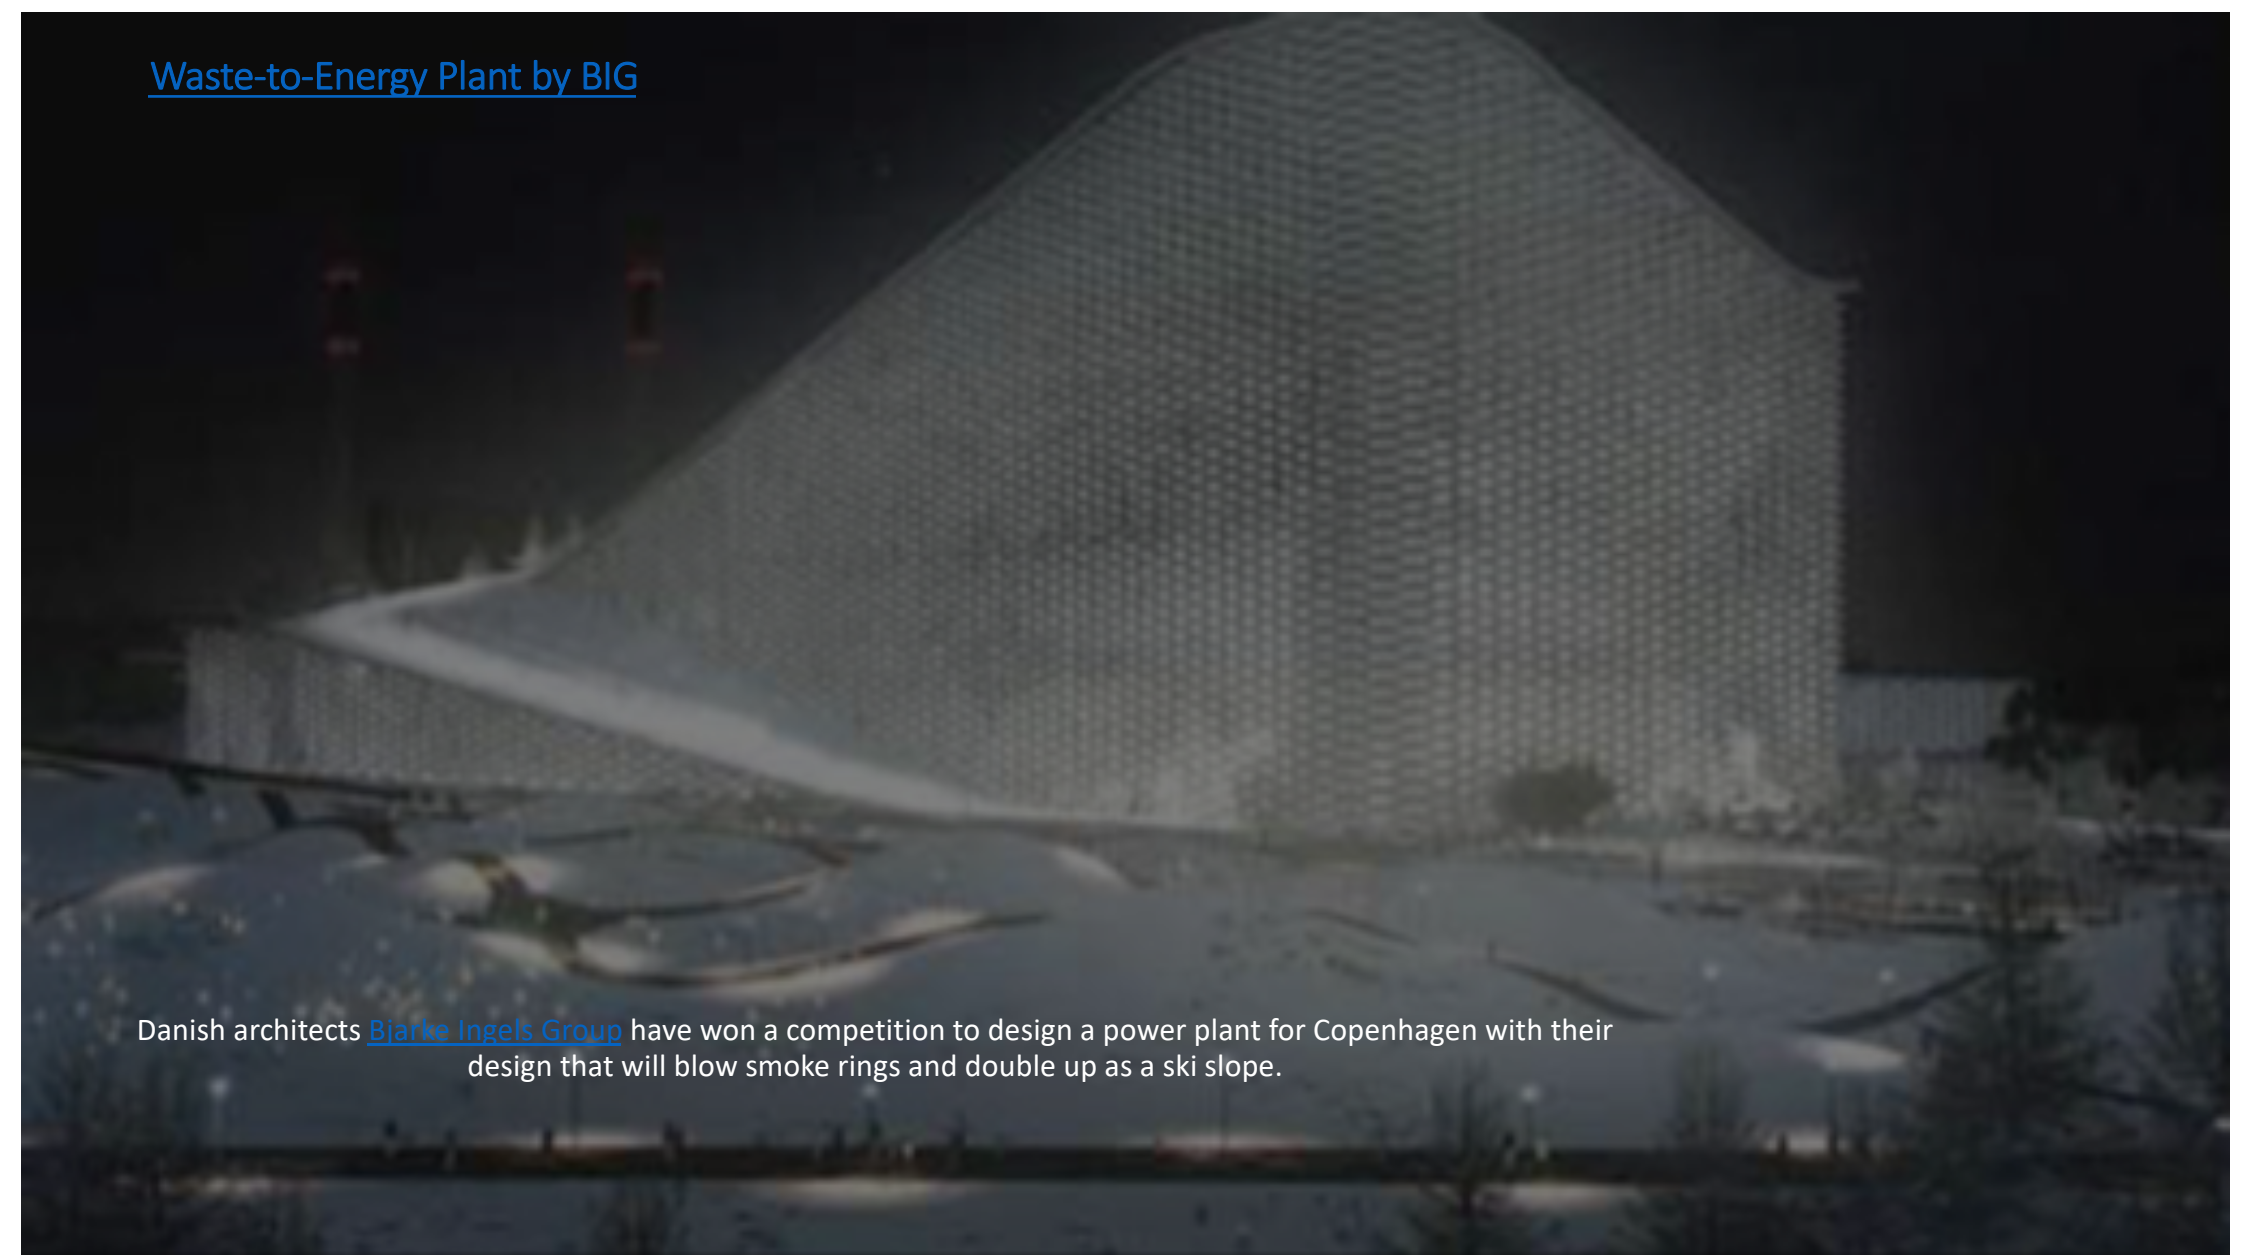 Waste-to-Energy Plant by BIG
Danish architects Bjarke Ingels Group have won a competition to design a power plant for Copenhagen with their
design that will blow smoke rings and double up as a ski slope.